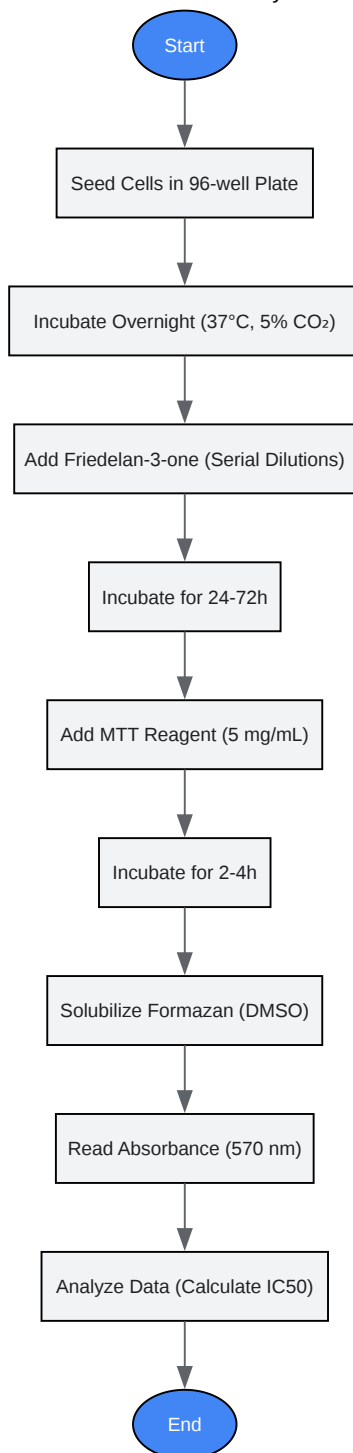 Start
Seed Cells in 96-well Plate
Incubate Overnight (37°C, 5% CO₂)
Add Friedelan-3-one (Serial Dilutions)
Incubate for 24-72h
Add MTT Reagent (5 mg/mL)
Incubate for 2-4h
Solubilize Formazan (DMSO)
Read Absorbance (570 nm)
Analyze Data (Calculate IC50)
End